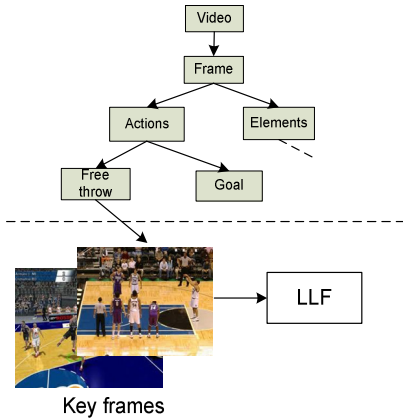 Video
Frame
Actions
Elements
Free
throw
Goal
LLF
Key frames